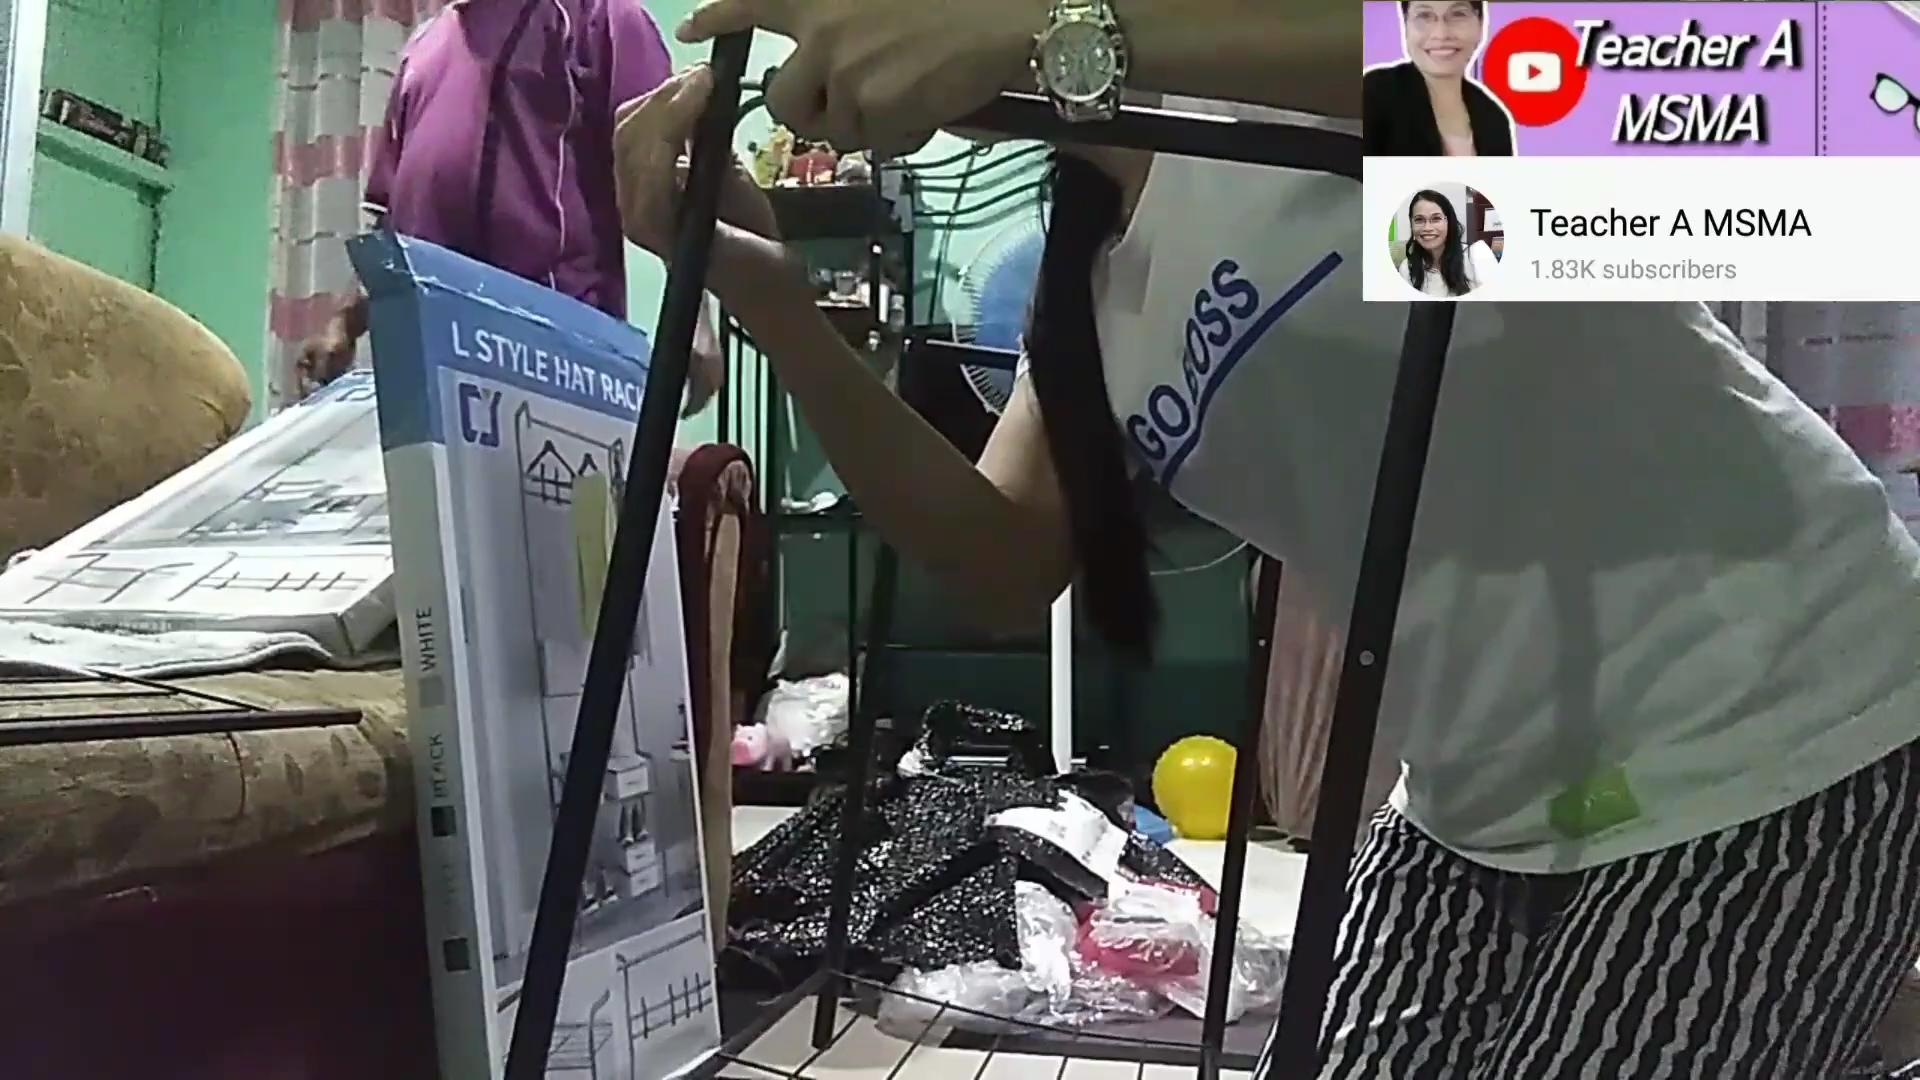 Teacher A
MSMA
Teacher A MSMA
1.83K subscribers
L STYLE HAT RACK
WHITE
BLACK
GO BOSS